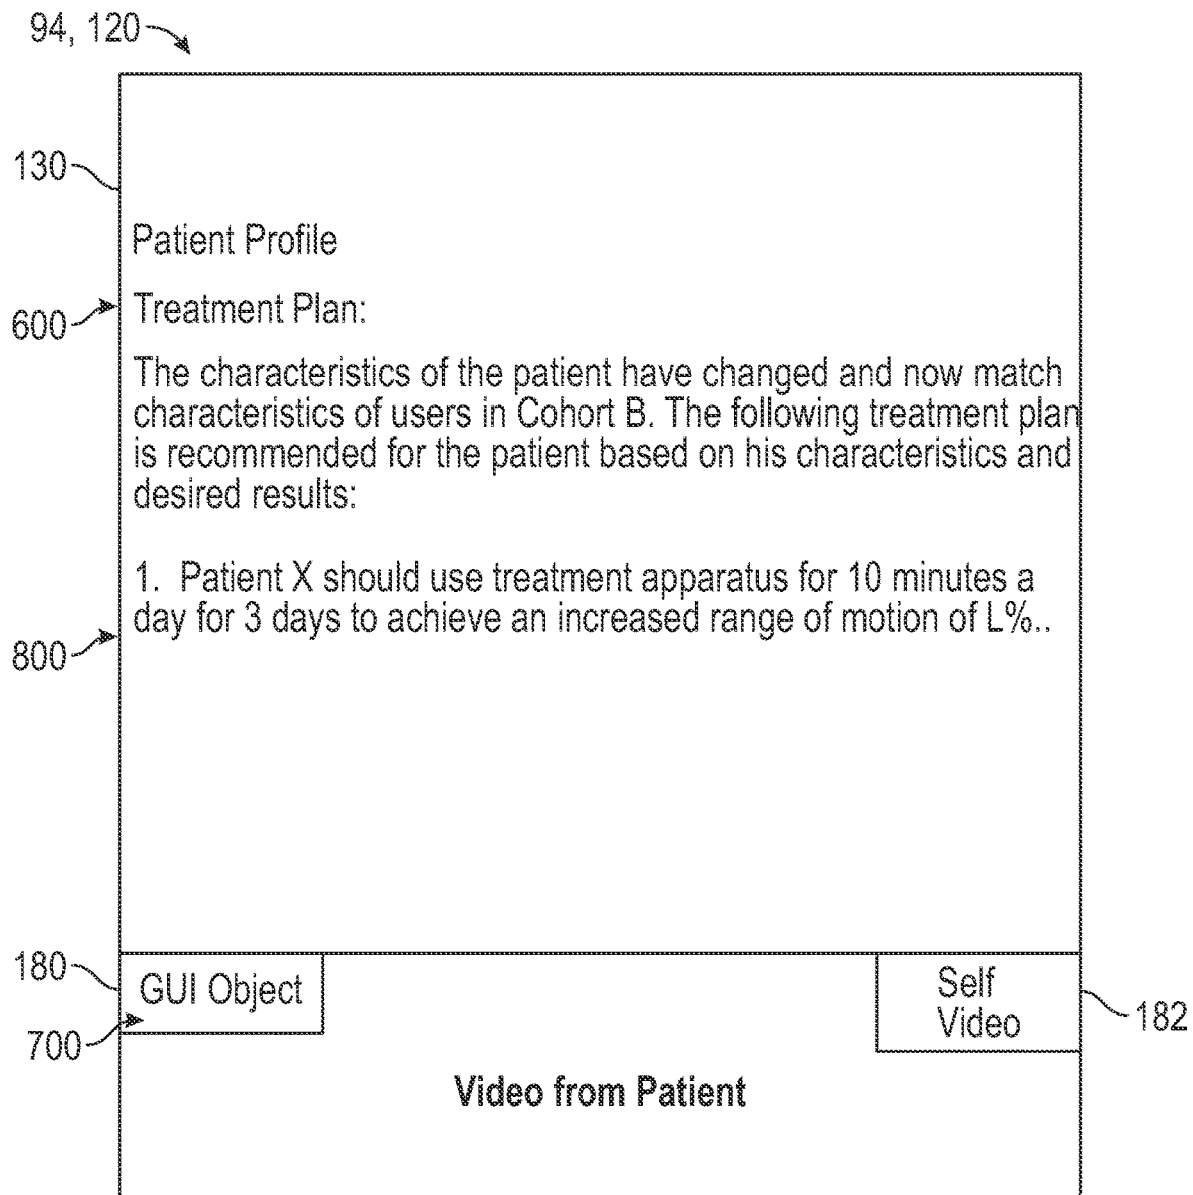 94, 120
130
Patient Profile
600
Treatment Plan:
The characteristics of the patient have changed and now match
characteristics of users in Cohort B. The following treatment plan
is recommended for the patient based on his characteristics and
desired results:
1. Patient X should use treatment apparatus for 10 minutes a
day for 3 days to achieve an increased range of motion of L%..
800
180
GUI Object
700
Self
Video
182
Video from Patient